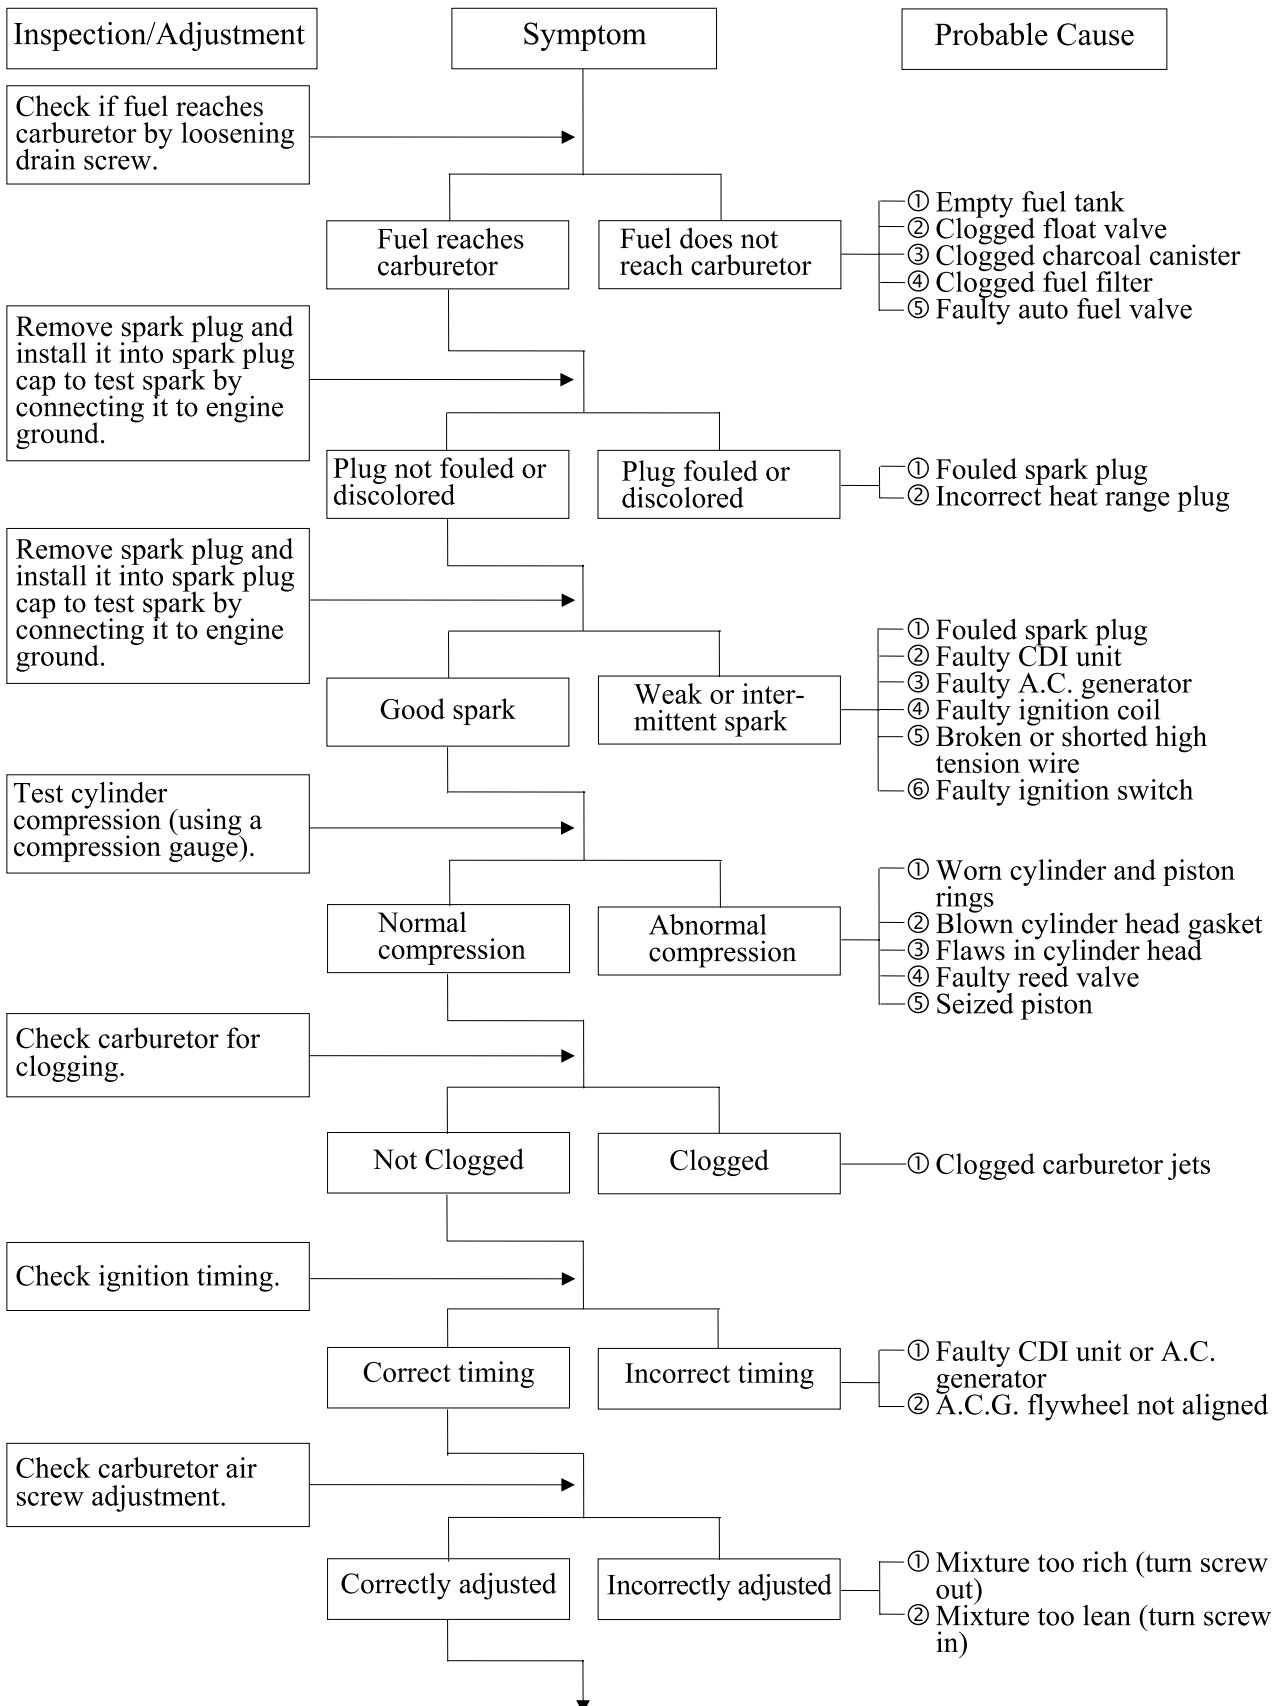 Inspection/Adjustment
Symptom
Probable Cause
Check if fuel reaches
carburetor by loosening
drain screw.
Fuel reaches
carburetor
Fuel does not
reach carburetor
① Empty fuel tank
② Clogged float valve
③ Clogged charcoal canister
④ Clogged fuel filter
⑤ Faulty auto fuel valve
Remove spark plug and
install it into spark plug
cap to test spark by
connecting it to engine
ground.
Plug not fouled or
discolored
Plug fouled or
discolored
① Fouled spark plug
② Incorrect heat range plug
Remove spark plug and
install it into spark plug
cap to test spark by
connecting it to engine
ground.
Good spark
Weak or inter-
mittent spark
① Fouled spark plug
② Faulty CDI unit
③ Faulty A.C. generator
④ Faulty ignition coil
⑤ Broken or shorted high
tension wire
⑥ Faulty ignition switch
Test cylinder
compression (using a
compression gauge).
Normal
compression
Abnormal
compression
① Worn cylinder and piston
rings
② Blown cylinder head gasket
③ Flaws in cylinder head
④ Faulty reed valve
⑤ Seized piston
Check carburetor for
clogging.
Not Clogged
Clogged
① Clogged carburetor jets
Check ignition timing.
Correct timing
Incorrect timing
① Faulty CDI unit or A.C.
generator
② A.C.G. flywheel not aligned
Check carburetor air
screw adjustment.
Correctly adjusted
Incorrectly adjusted
① Mixture too rich (turn screw
out)
② Mixture too lean (turn screw
in)